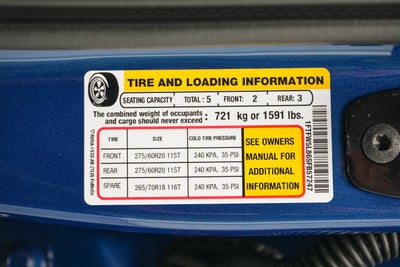 TIRE AND LOADING INFORMATION
SEATING CAPACITY TOTAL : 5 FRONT: 2 REAR: 3
The combined weight of occupants
and cargo should never exceed : 721 kg or 1591 lbs.
TIRE SIZE COLD TIRE PRESSURE
FRONT 275/60R20 115T 240 KPA, 35 PSI
REAR 275/60R20 115T 240 KPA, 35 PSI
SPARE 265/70R18 116T 240 KPA, 35 PSI
SEE OWNERS
MANUAL FOR
ADDITIONAL
INFORMATION